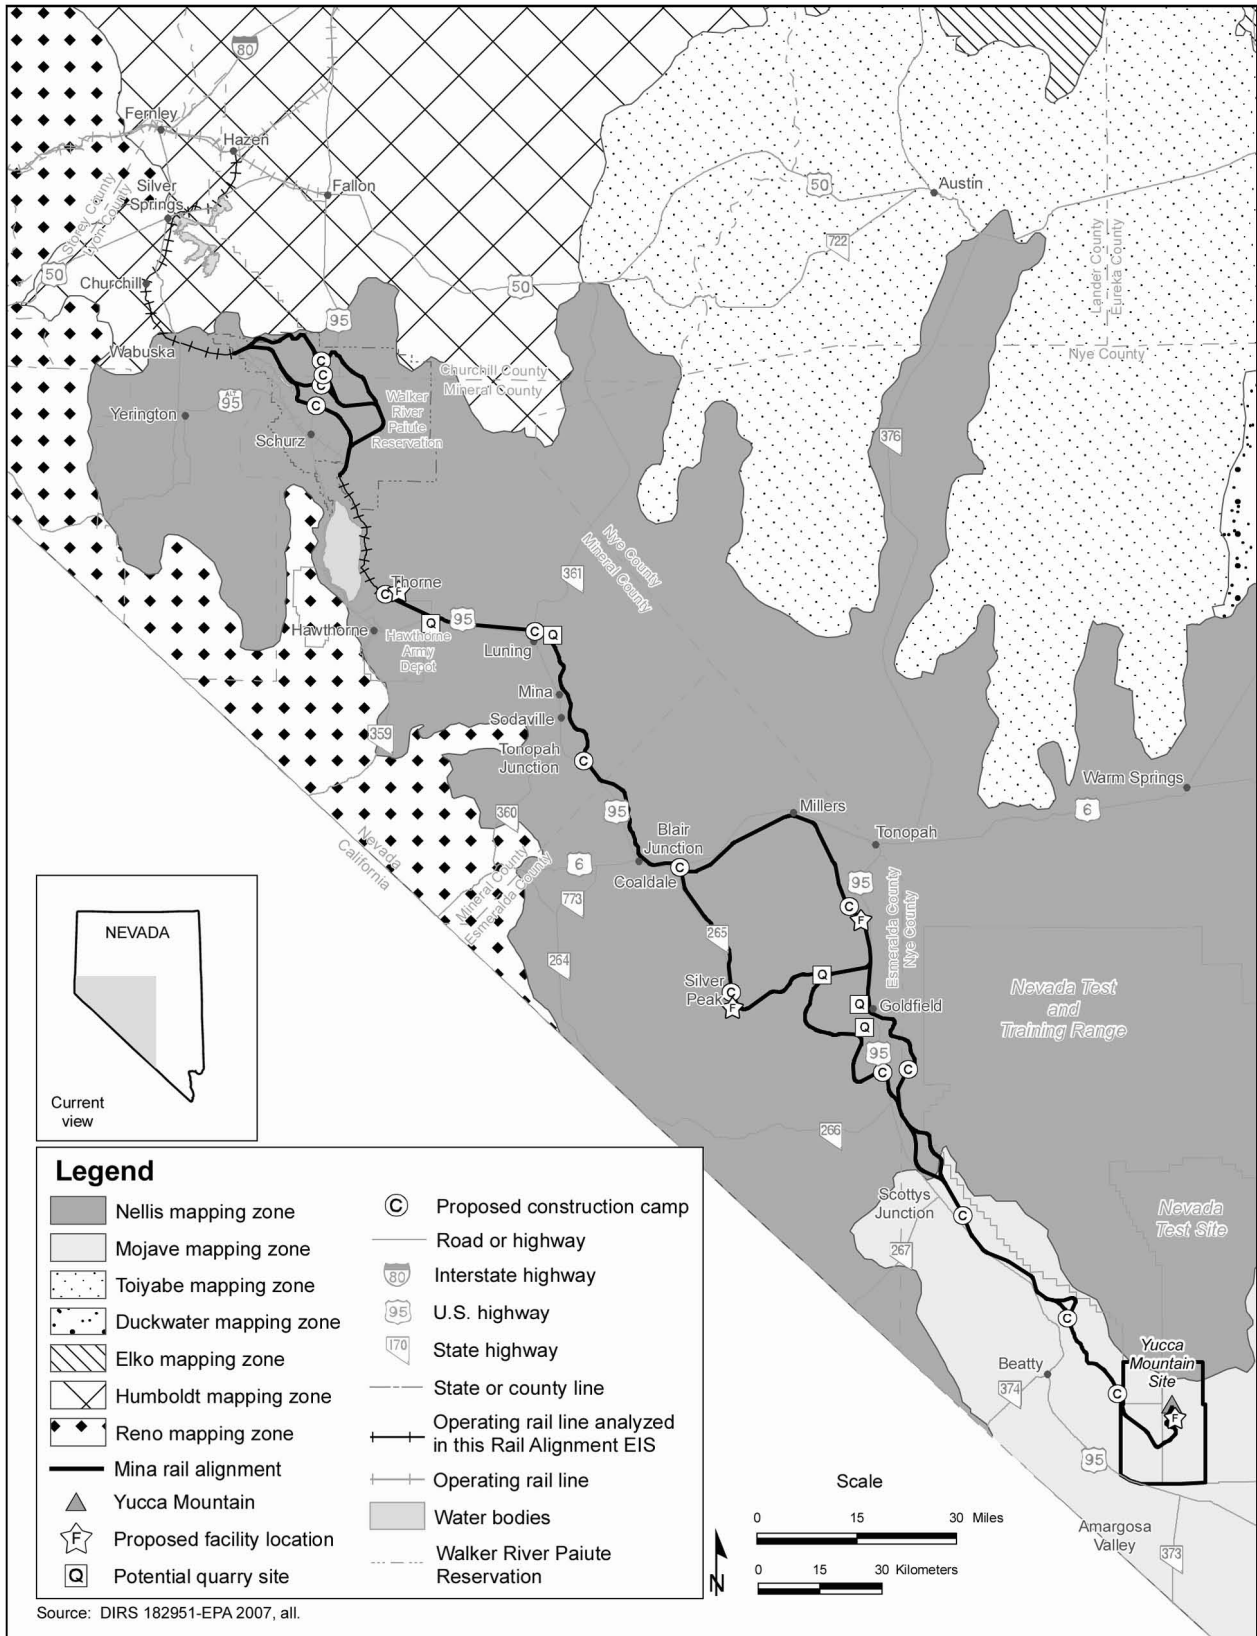 80
Fernley
Hazen
Silver
Springs
Fallon
Storey County
Lyon County
50
Austin
722
50
Churchill
50
95
Lander County
Eureka County
Wabuska
Nye County
Churchill County
Mineral County
ALT
95
Yerington
Walker
River
Paiute
Reservation
Schurz
376
C
C
C
C
Nye County
Mineral County
361
Thorne
C
F
Q
95
C
Q
Hawthorne
Hawthorne
Army
Depot
Luning
Mina
Sodaville
359
Tonopah
Junction
C
Warm Springs
6
360
95
Millers
Nevada
California
Blair
Junction
Tonopah
6
C
Coaldale
95
Mineral County
Esmeralda County
773
C
F
Esmeralda County
Nye County
265
264
Silver
Peak
C
F
Q
Q
Goldfield
Q
95
C
C
Nevada Test
and
Training Range
266
Scottys
Junction
C
267
Nevada
Test Site
C
Yucca
Mountain
Site
Beatty
374
C
F
95
Amargosa
Valley
373
NEVADA
Current
view
Legend
Nellis mapping zone
Mojave mapping zone
Toiyabe mapping zone
Duckwater mapping zone
Elko mapping zone
Humboldt mapping zone
Reno mapping zone
Mina rail alignment
Yucca Mountain
F Proposed facility location
Q Potential quarry site
C Proposed construction camp
Road or highway
80 Interstate highway
95 U.S. highway
170 State highway
State or county line
Operating rail line analyzed
in this Rail Alignment EIS
Operating rail line
Water bodies
Walker River Paiute
Reservation
Scale
0 15 30 Miles
0 15 30 Kilometers
N
Source: DIRS 182951-EPA 2007, all.